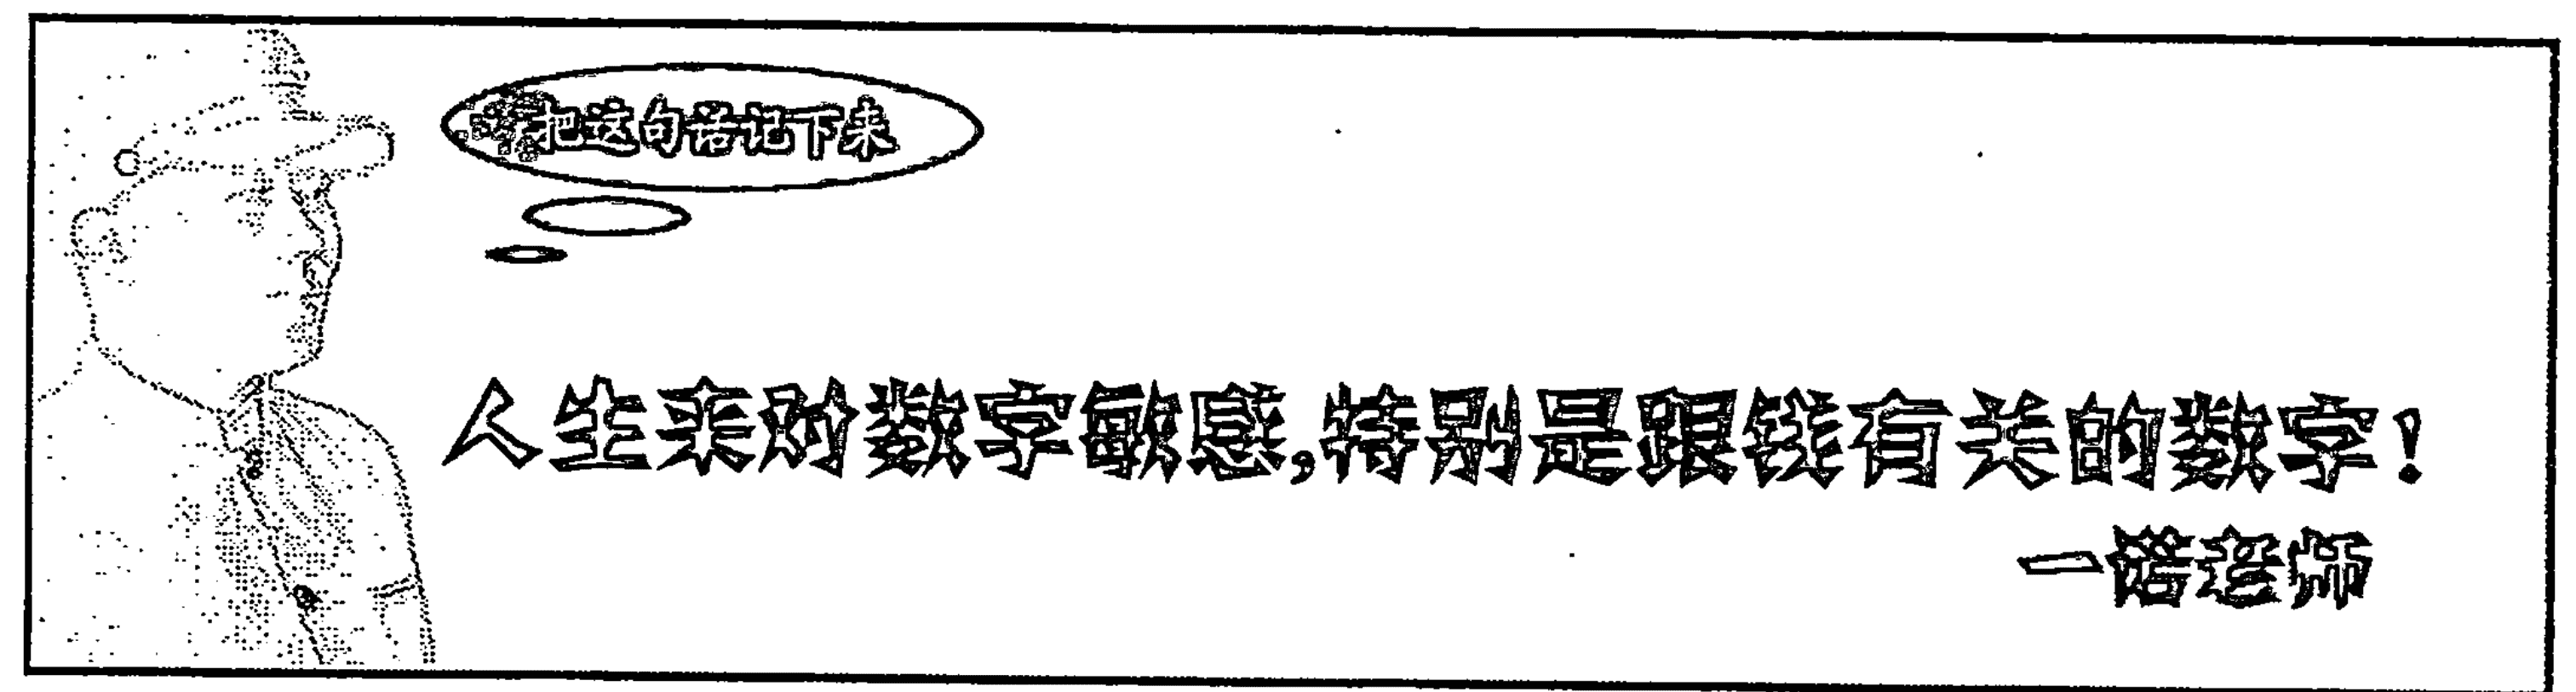 把这句话记下来
人生来对数字敏感,特别是跟钱有关的数字!
一诺老师